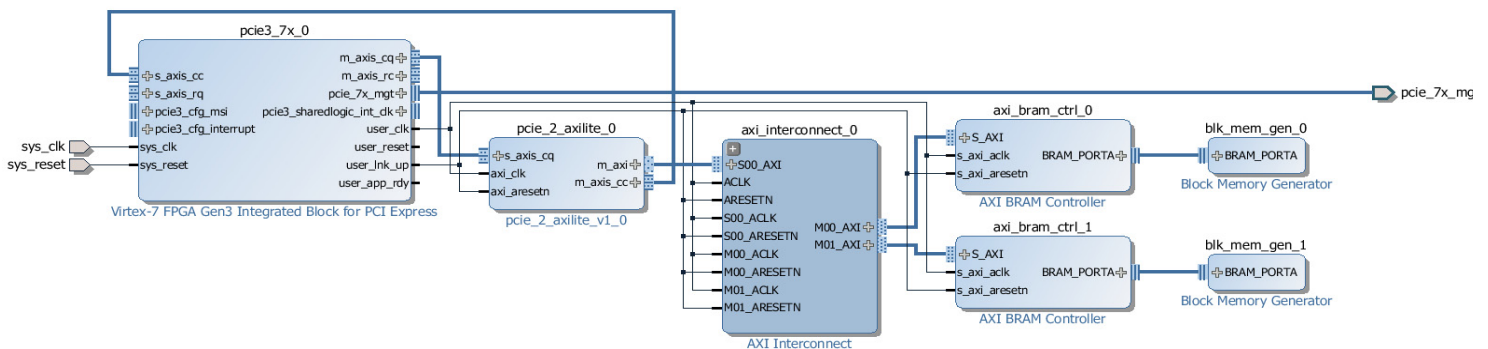 pcie3_7x_0
s_axis_cc
s_axis_rq
pcie3_cfg_msi
pcie3_cfg_interrupt
sys_clk
sys_reset
sys_clk
sys_reset
m_axis_cq
m_axis_rc
pcie_7x_mgt
pcie3_sharedlogic_int_clk
user_clk
user_reset
user_lnk_up
user_app_rdy
Virtex-7 FPGA Gen3 Integrated Block for PCI Express
pcie_2_axilite_0
s_axis_cq
axi_clk
axi_aresetn
m_axi
m_axis_cc
pcie_2_axilite_v1_0
axi_interconnect_0
S00_AXI
ACLK
ARESETN
S00_ACLK
S00_ARESETN
M00_ACLK
M00_ARESETN
M01_ACLK
M01_ARESETN
M00_AXI
M01_AXI
AXI Interconnect
axi_bram_ctrl_0
S_AXI
s_axi_aclk
s_axi_aresetn
BRAM_PORTA
AXI BRAM Controller
blk_mem_gen_0
BRAM_PORTA
Block Memory Generator
axi_bram_ctrl_1
S_AXI
s_axi_aclk
s_axi_aresetn
BRAM_PORTA
AXI BRAM Controller
blk_mem_gen_1
BRAM_PORTA
Block Memory Generator
pcie_7x_mg